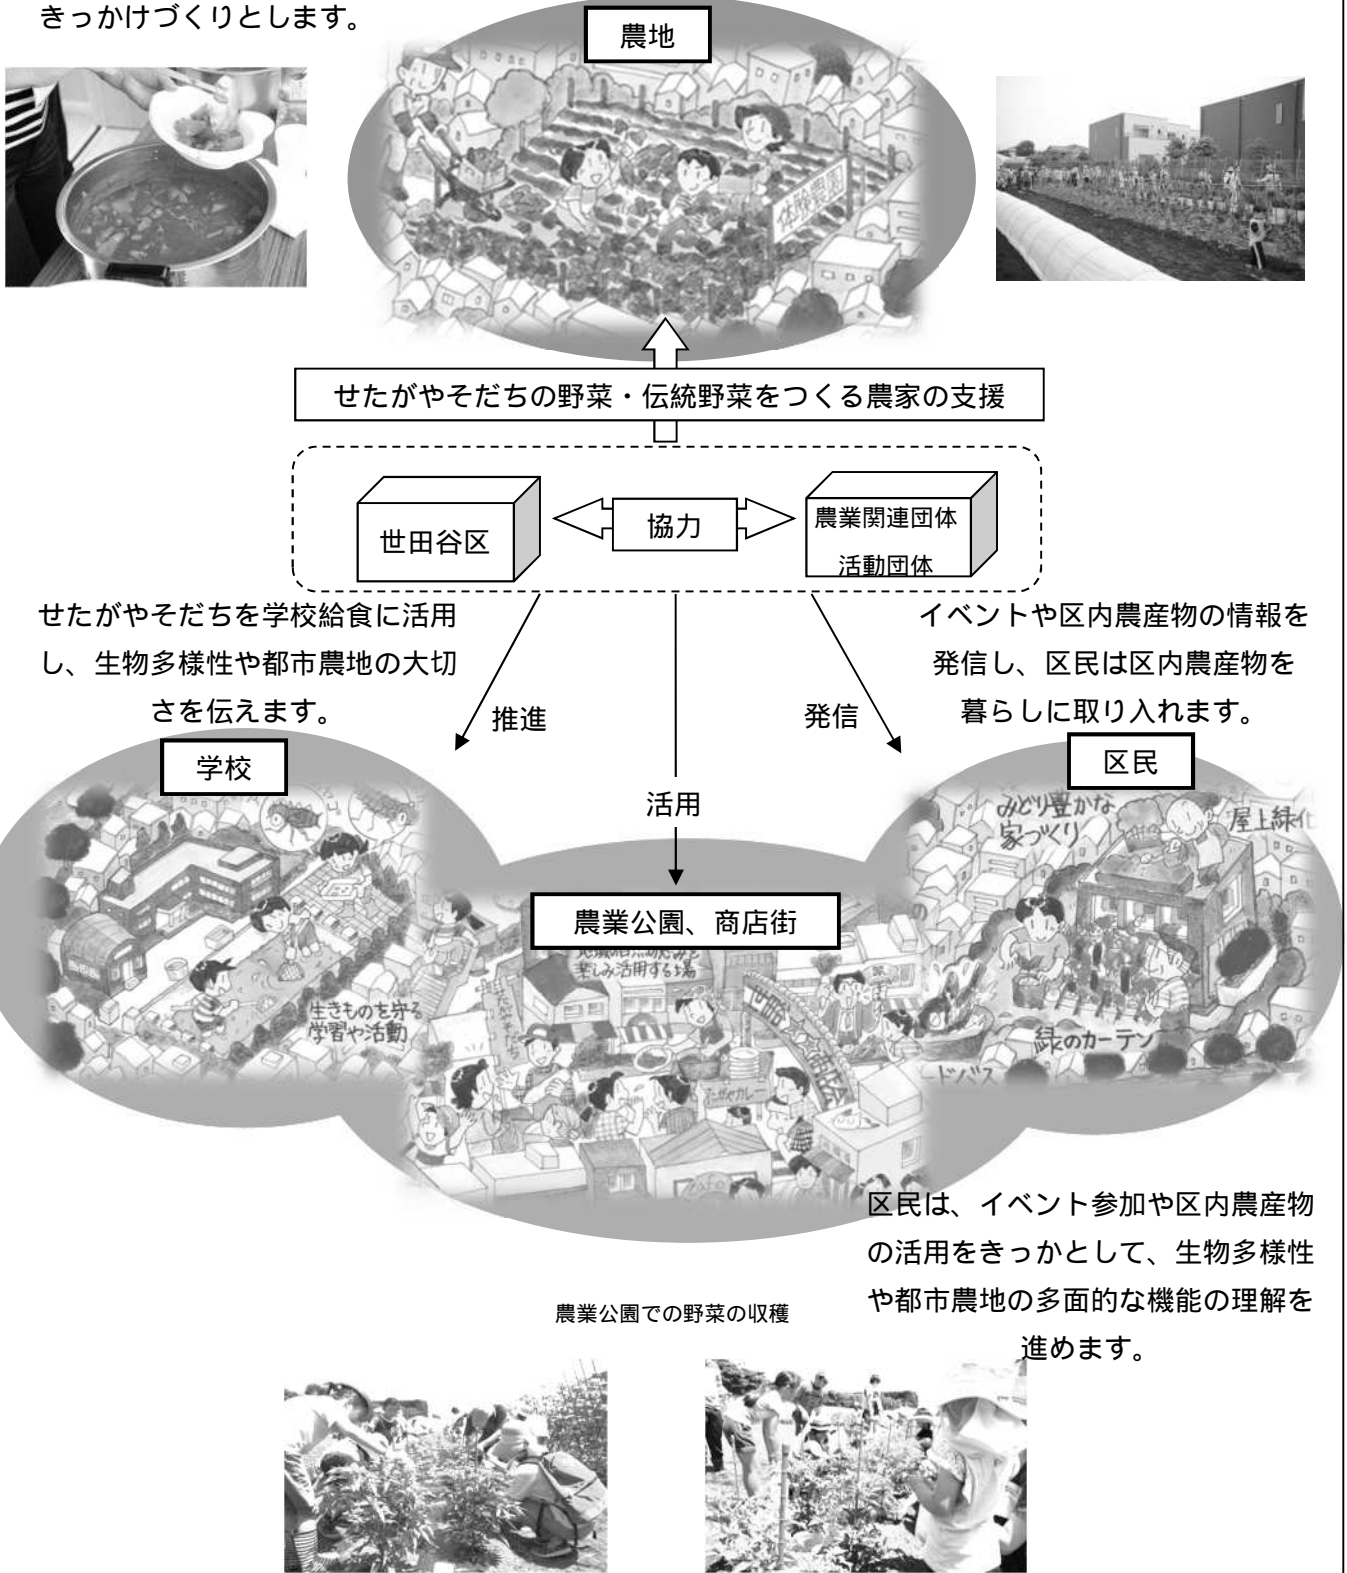 きっかけづくりとします。
農地
体験農園
せたがやそだちの野菜・伝統野菜をつくる農家の支援
世田谷区
協力
農業関連団体
活動団体
せたがやそだちを学校給食に活用
し、生物多様性や都市農地の大切
さを伝えます。
イベントや区内農産物の情報を
発信し、区民は区内農産物を
暮らしに取り入れます。
推進
発信
活用
学校
区民
農業公園、商店街
みどり豊かな
家づくり
屋上緑化
楽しみ活用する場
生きものを守る
学習や活動
緑のカーテン
ードバス
区民は、イベント参加や区内農産物
の活用をきっかとして、生物多様性
や都市農地の多面的な機能の理解を
進めます。
農業公園での野菜の収穫